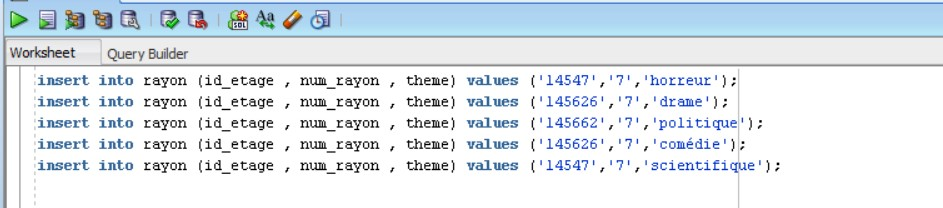 SQL
Aa
Worksheet Query Builder
insert into rayon (id_etage , num_rayon , theme) values ('14547','7','horreur');
insert into rayon (id_etage , num_rayon , theme) values ('145626','7','drame');
insert into rayon (id_etage , num_rayon , theme) values ('145662','7','politique');
insert into rayon (id_etage , num_rayon , theme) values ('145626','7','comédie');
insert into rayon (id_etage , num_rayon , theme) values ('14547','7','scientifique');